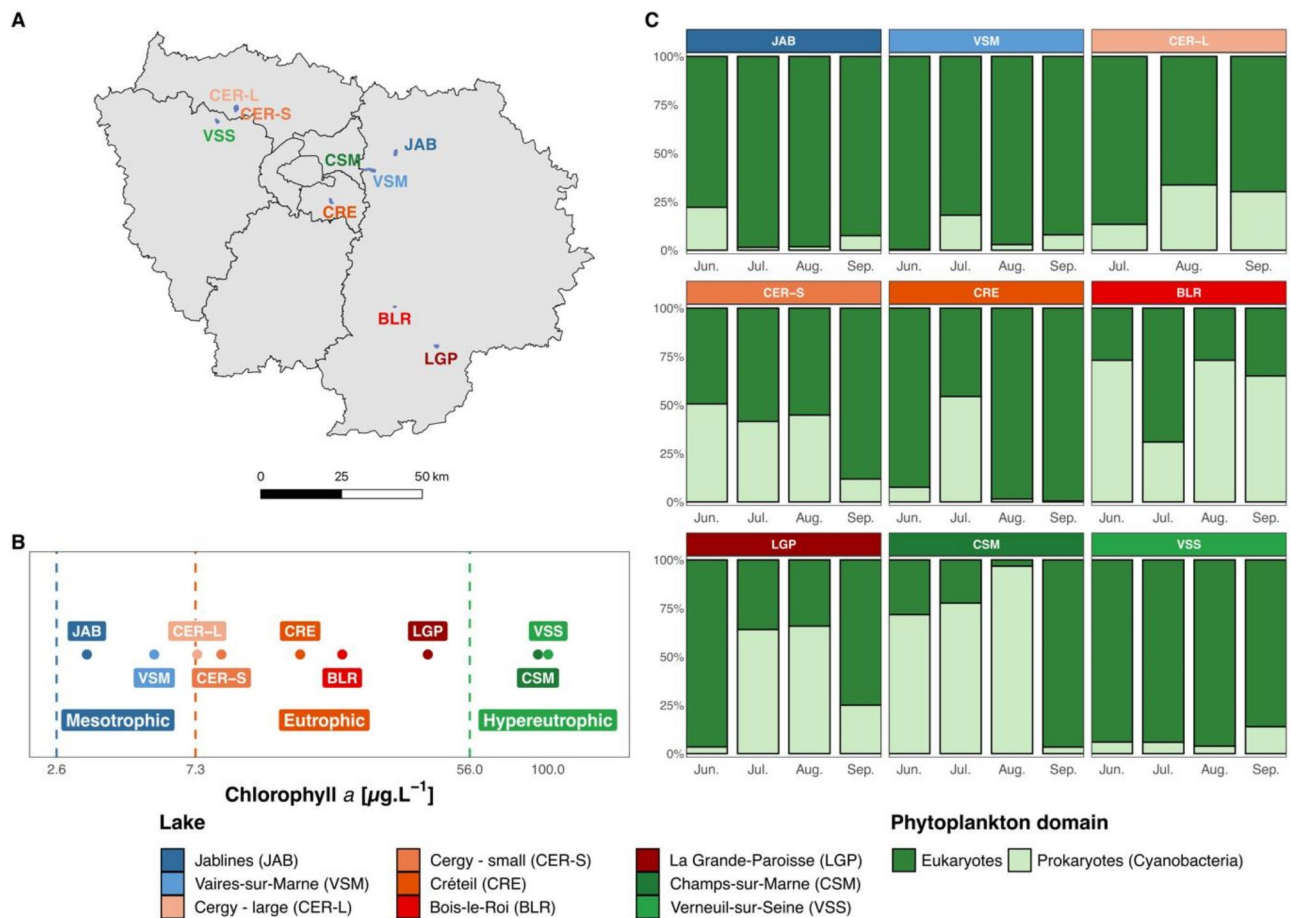 A
CER-L
CER-S
VSS
JAB
CSM
VSM
CRE
BLR
LGP
0 25 50 km
B
JAB CER–L CRE LGP VSS
VSM CER–S BLR CSM
Mesotrophic Eutrophic Hypereutrophic
2.6 7.3 56.0 100.0
Chlorophyll a [µg.L⁻¹]
C
JAB VSM CER–L
100%
75%
50%
25%
0%
Jun. Jul. Aug. Sep. Jun. Jul. Aug. Sep. Jul. Aug. Sep.
CER–S CRE BLR
100%
75%
50%
25%
0%
Jun. Jul. Aug. Sep. Jun. Jul. Aug. Sep. Jun. Jul. Aug. Sep.
LGP CSM VSS
100%
75%
50%
25%
0%
Jun. Jul. Aug. Sep. Jun. Jul. Aug. Sep. Jun. Jul. Aug. Sep.
Lake
Jablines (JAB)
Vaires-sur-Marne (VSM)
Cergy - large (CER-L)
Cergy - small (CER-S)
Créteil (CRE)
Bois-le-Roi (BLR)
La Grande-Paroisse (LGP)
Champs-sur-Marne (CSM)
Verneuil-sur-Seine (VSS)
Phytoplankton domain
Eukaryotes Prokaryotes (Cyanobacteria)